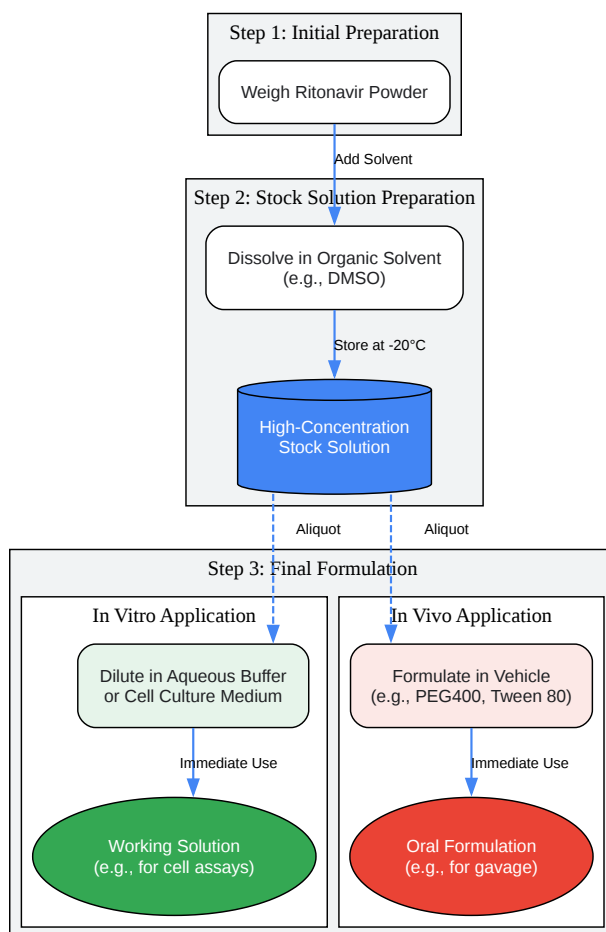 Step 1: Initial Preparation
Weigh Ritonavir Powder
Add Solvent
Step 2: Stock Solution Preparation
Dissolve in Organic Solvent
(e.g., DMSO)
Store at -20°C
High-Concentration
Stock Solution
Aliquot
Aliquot
Step 3: Final Formulation
In Vitro Application
Dilute in Aqueous Buffer
or Cell Culture Medium
Immediate Use
Working Solution
(e.g., for cell assays)
In Vivo Application
Formulate in Vehicle
(e.g., PEG400, Tween 80)
Immediate Use
Oral Formulation
(e.g., for gavage)